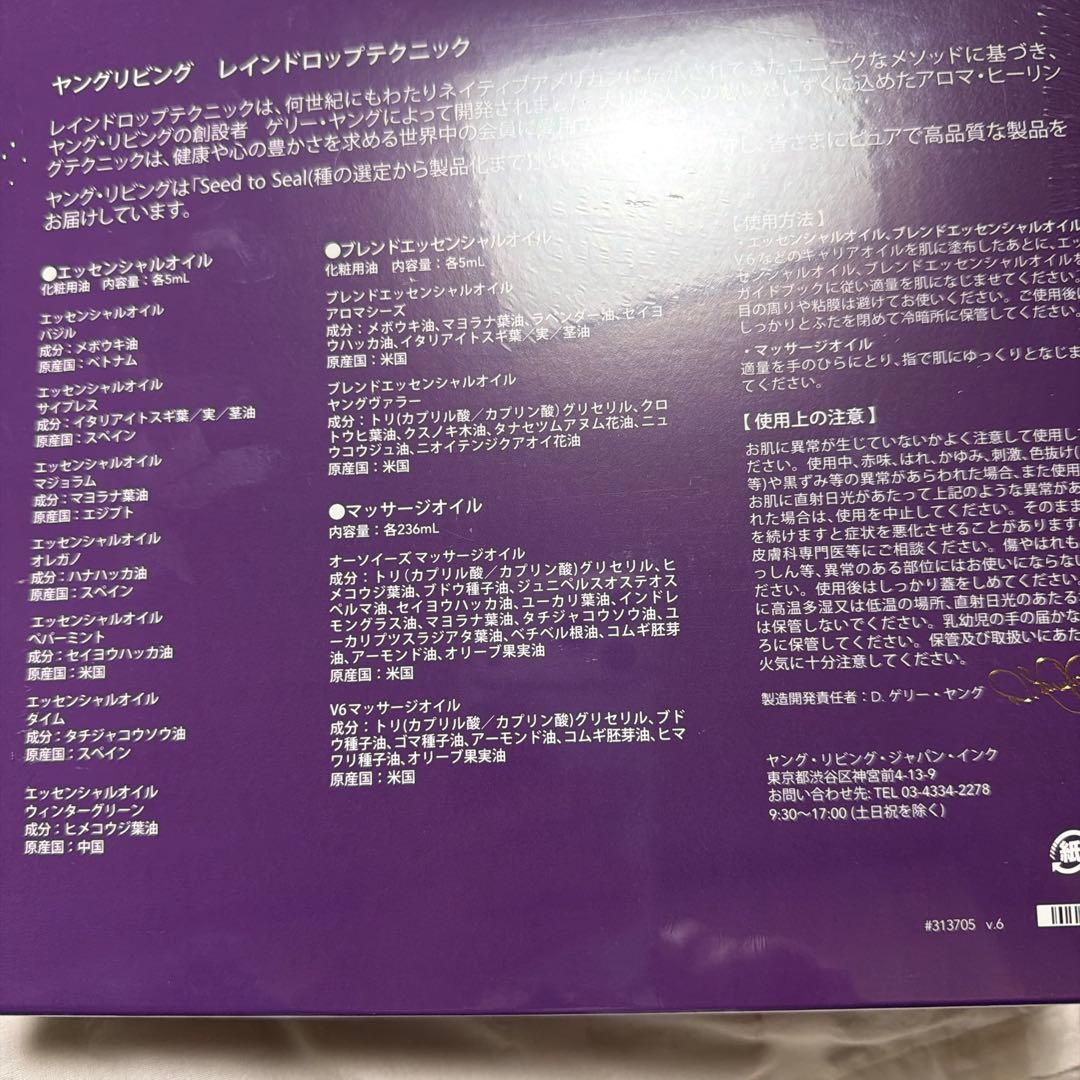 ヤングリビング　レインドロップテクニック
レインドロップテクニックは、何世紀にもわたりネイティブアメリカンに伝承されてきたユニークなメソッドに基づき、
ヤング・リビングの創設者　ゲリー・ヤングによって開発されました。しずくに込めたアロマ・ヒーリン
グテクニックは、健康や心の豊かさを求める世界中の会員に愛用
ヤング・リビングは「Seed to Seal(種の選定から製品化まで)」皆さまにピュアで高品質な製品を
お届けしています。
●エッセンシャルオイル
化粧用油　内容量：各5mL
エッセンシャルオイル
バジル
成分：メボウキ油
原産国：ベトナム
エッセンシャルオイル
サイプレス
成分：イタリアイトスギ葉／実／茎油
原産国：スペイン
エッセンシャルオイル
マジョラム
成分：マヨラナ葉油
原産国：エジプト
エッセンシャルオイル
オレガノ
成分：ハナハッカ油
原産国：スペイン
エッセンシャルオイル
ペパーミント
成分：セイヨウハッカ油
原産国：米国
エッセンシャルオイル
タイム
成分：タチジャコウソウ油
原産国：スペイン
エッセンシャルオイル
ウィンターグリーン
成分：ヒメコウジ葉油
原産国：中国
●ブレンドエッセンシャルオイル
化粧用油　内容量：各5mL
ブレンドエッセンシャルオイル
アロマシーズ
成分：メボウキ油、マヨラナ葉油、ラベンダー油、セイヨ
ウハッカ油、イタリアイトスギ葉／実／茎油
原産国：米国
ブレンドエッセンシャルオイル
ヤングヴァラー
成分：トリ(カプリル酸／カプリン酸)グリセリル、クロ
トウヒ葉油、クスノキ木油、タナセツムアヌム花油、ニュ
ウコウジュ油、ニオイテンジクアオイ花油
原産国：米国
●マッサージオイル
内容量：各236mL
オーソイーズマッサージオイル
成分：トリ(カプリル酸／カプリン酸)グリセリル、ヒ
メコウジ葉油、ブドウ種子油、ジュニペルスオステオス
ペルマ油、セイヨウハッカ油、ユーカリ葉油、インドレ
モングラス油、マヨラナ葉油、タチジャコウソウ油、ユ
ーカリプツスラジアタ葉油、ベチベル根油、コムギ胚芽
油、アーモンド油、オリーブ果実油
原産国：米国
V6マッサージオイル
成分：トリ(カプリル酸／カプリン酸)グリセリル、ブド
ウ種子油、ゴマ種子油、アーモンド油、コムギ胚芽油、ヒマ
ワリ種子油、オリーブ果実油
原産国：米国
【使用方法】
・エッセンシャルオイル、ブレンドエッセンシャルオイル
V6などのキャリアオイルを肌に塗布したあとに、エッ
センシャルオイル、ブレンドエッセンシャルオイルを
ガイドブックに従い適量を肌になじませてください。
目の周りや粘膜は避けてお使いください。ご使用後は
しっかりとふたを閉めて冷暗所に保管してください。
・マッサージオイル
適量を手のひらにとり、指で肌にゆっくりとなじま
てください。
【使用上の注意】
お肌に異常が生じていないかよく注意して使用し
ださい。使用中、赤味、はれ、かゆみ、刺激、色抜け(
等)や黒ずみ等の異常があらわれた場合、また使用
お肌に直射日光があたって上記のような異常があ
れた場合は、使用を中止してください。そのまま
を続けますと症状を悪化させることがありますの
皮膚科専門医等にご相談ください。傷やはれも
っしん等、異常のある部位にはお使いにならない
ださい。使用後はしっかり蓋をしめてください。
に高温多湿又は低温の場所、直射日光のあたる
は保管しないでください。乳幼児の手の届かな
ろに保管してください。保管及び取扱いにあた
火気に十分注意してください。
製造開発責任者：D. ゲリー・ヤング
ヤング・リビング・ジャパン・インク
東京都渋谷区神宮前4-13-9
お問い合わせ先: TEL 03-4334-2278
9:30〜17:00 (土日祝を除く)
紙
#313705 v.6